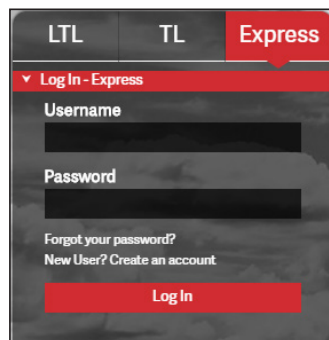 LTL TL Express
Log In - Express
Username
Password
Forgot your password?
New User? Create an account
Log In